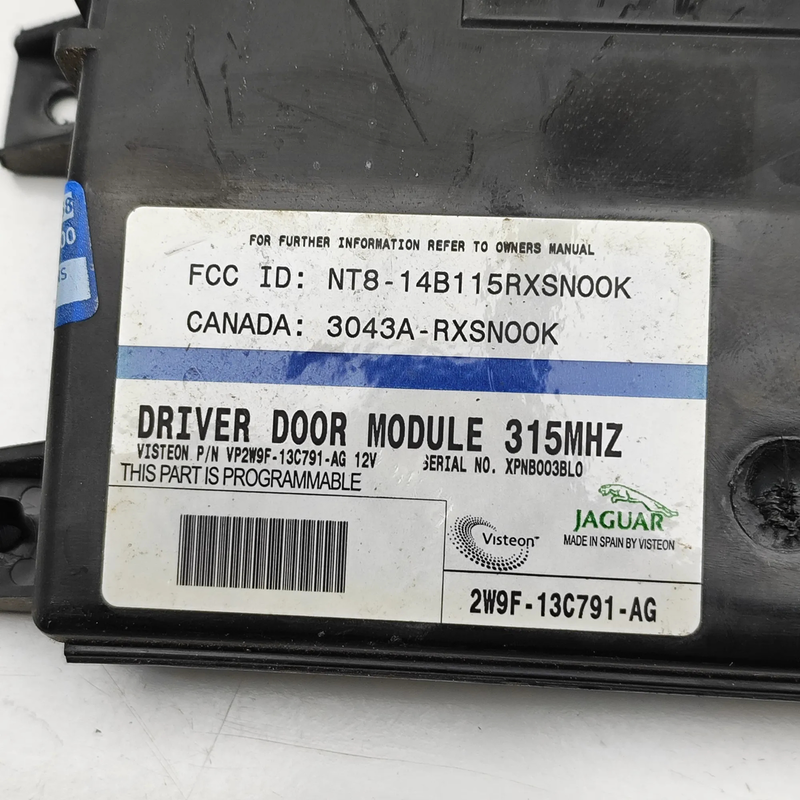 FOR FURTHER INFORMATION REFER TO OWNERS MANUAL
FCC ID: NT8-14B115RXSNOOK
CANADA: 3043A-RXSNOOK
DRIVER DOOR MODULE 315MHZ
VISTEON P/N VP2W9F-13C791-AG 12V SERIAL NO. XPNB003BL0
THIS PART IS PROGRAMMABLE
Visteon™
JAGUAR
MADE IN SPAIN BY VISTEON
2W9F-13C791-AG